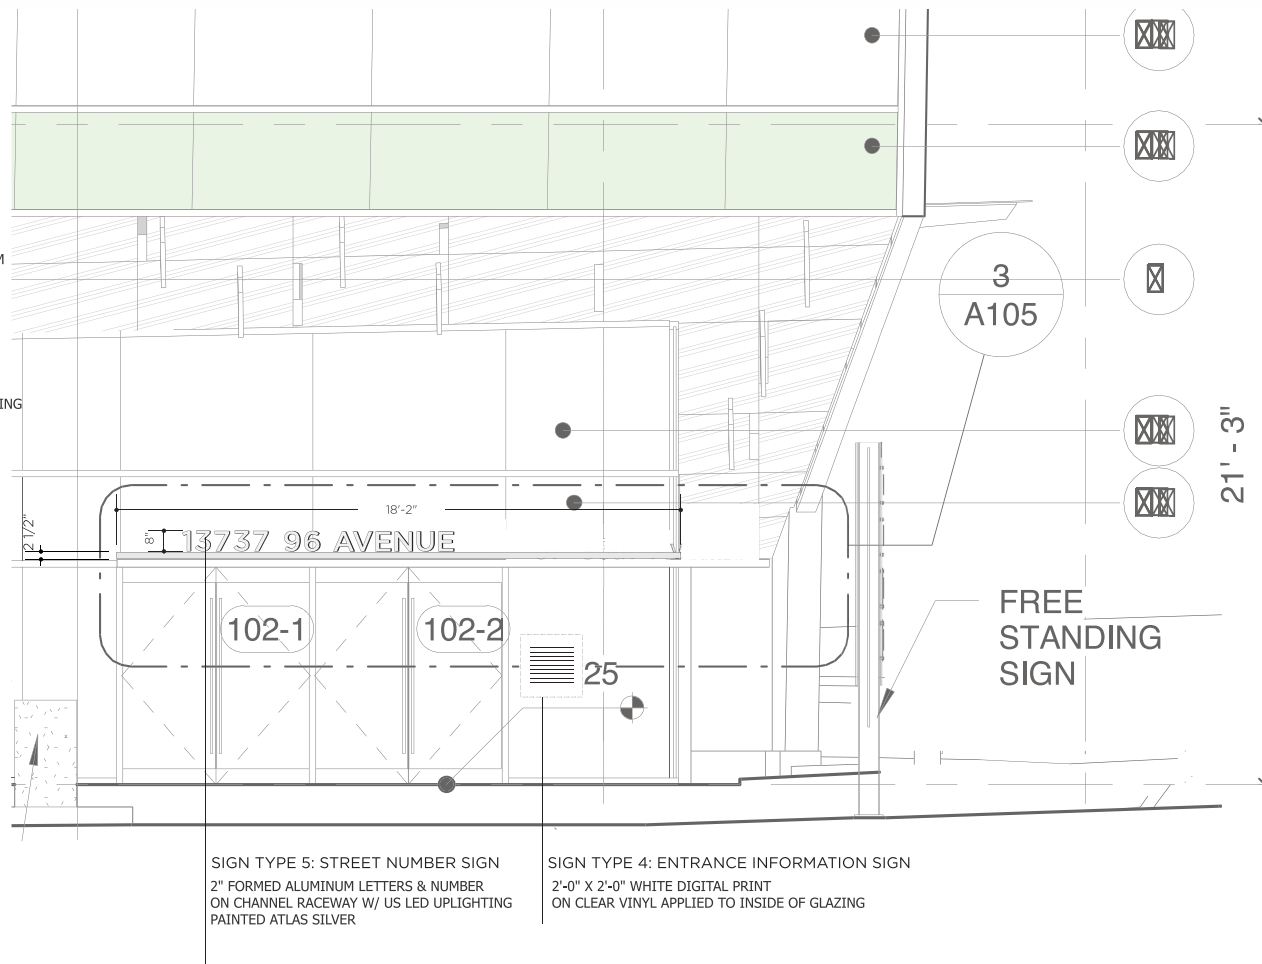 M
3
A105
ING
21' - 3"
18'-2"
2 1/2"
8"
13737 96 AVENUE
102-1
102-2
25
FREE
STANDING
SIGN
SIGN TYPE 5: STREET NUMBER SIGN
2" FORMED ALUMINUM LETTERS & NUMBER
ON CHANNEL RACEWAY W/ US LED UPLIGHTING
PAINTED ATLAS SILVER
SIGN TYPE 4: ENTRANCE INFORMATION SIGN
2'-0" X 2'-0" WHITE DIGITAL PRINT
ON CLEAR VINYL APPLIED TO INSIDE OF GLAZING